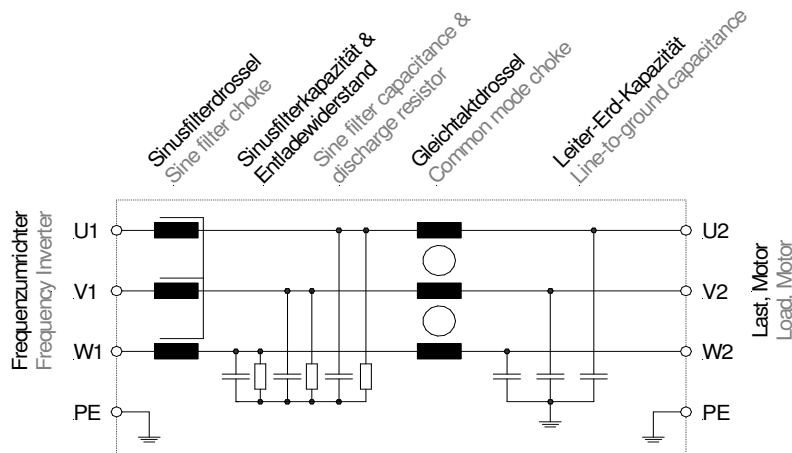 Sinusfilterdrossel
Sine filter choke
Sinusfilterkapazität &
Entladewiderstand
Sine filter capacitance &
discharge resistor
Gleichtaktdrossel
Common mode choke
Leiter-Erd-Kapazität
Line-to-ground capacitance
Frequenzumrichter
Frequency Inverter
U1
V1
W1
PE
U2
V2
W2
PE
Last, Motor
Load, Motor